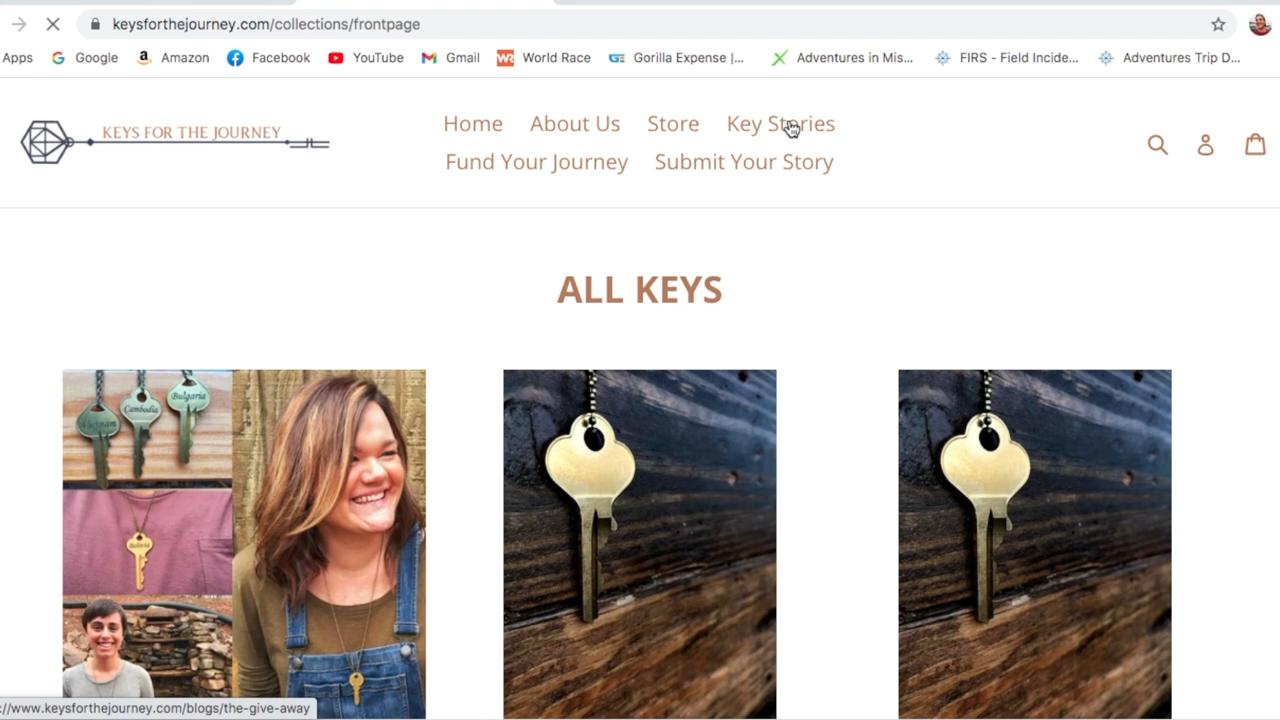 keysforthejourney.com/collections/frontpage
Apps Google Amazon Facebook YouTube Gmail World Race Gorilla Expense |... Adventures in Mis... FIRS - Field Incide... Adventures Trip D...
KEYS FOR THE JOURNEY
Home About Us Store Key Stories
Fund Your Journey Submit Your Story
ALL KEYS
Vietnam Cambodia Bulgaria
://www.keysforthejourney.com/blogs/the-give-away